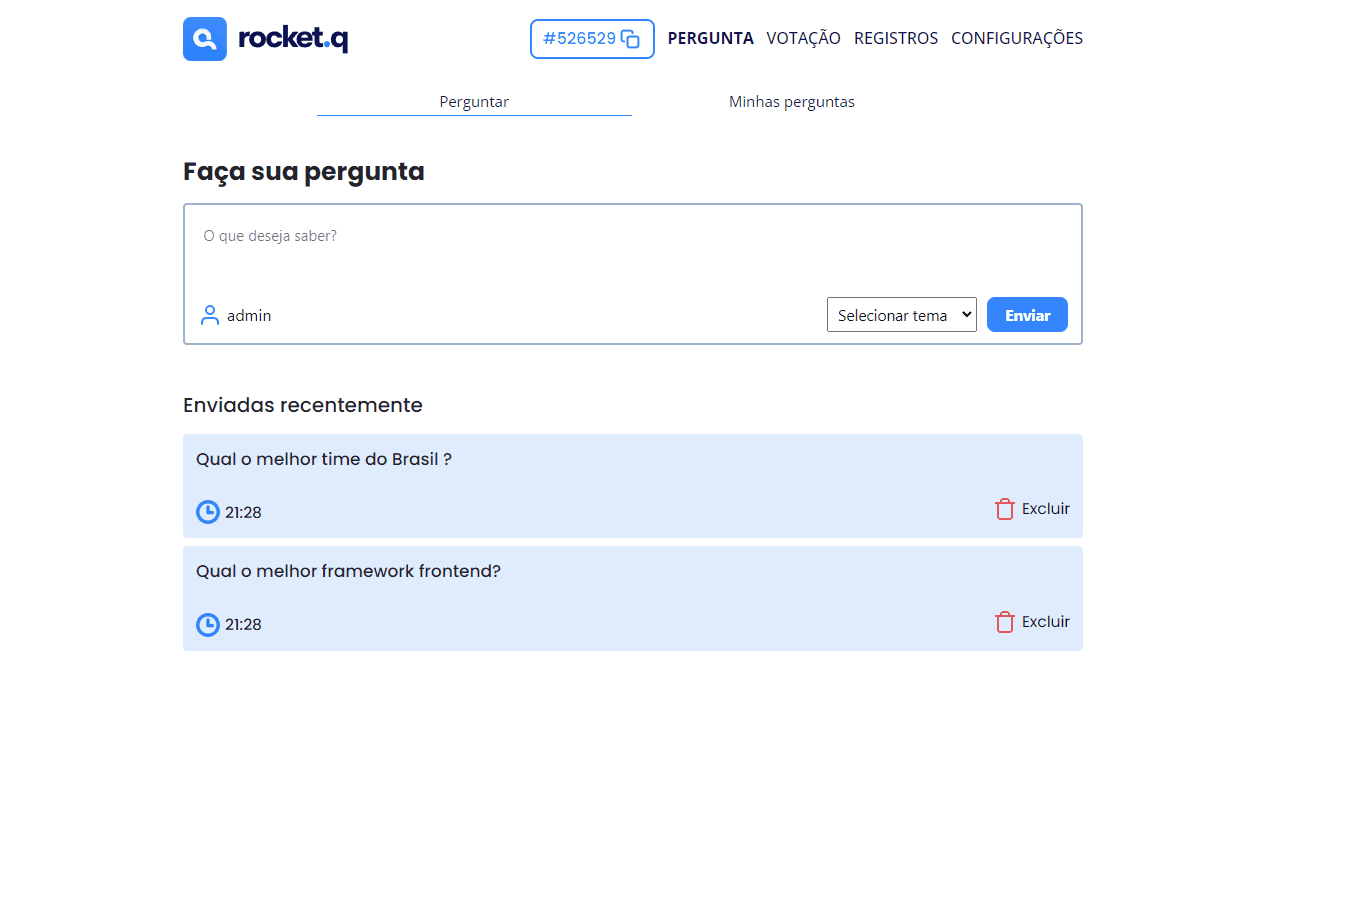 rocket.q
#526529 PERGUNTA VOTAÇÃO REGISTROS CONFIGURAÇÕES
Perguntar Minhas perguntas
Faça sua pergunta
O que deseja saber?
admin Selecionar tema Enviar
Enviadas recentemente
Qual o melhor time do Brasil ?
21:28 Excluir
Qual o melhor framework frontend?
21:28 Excluir